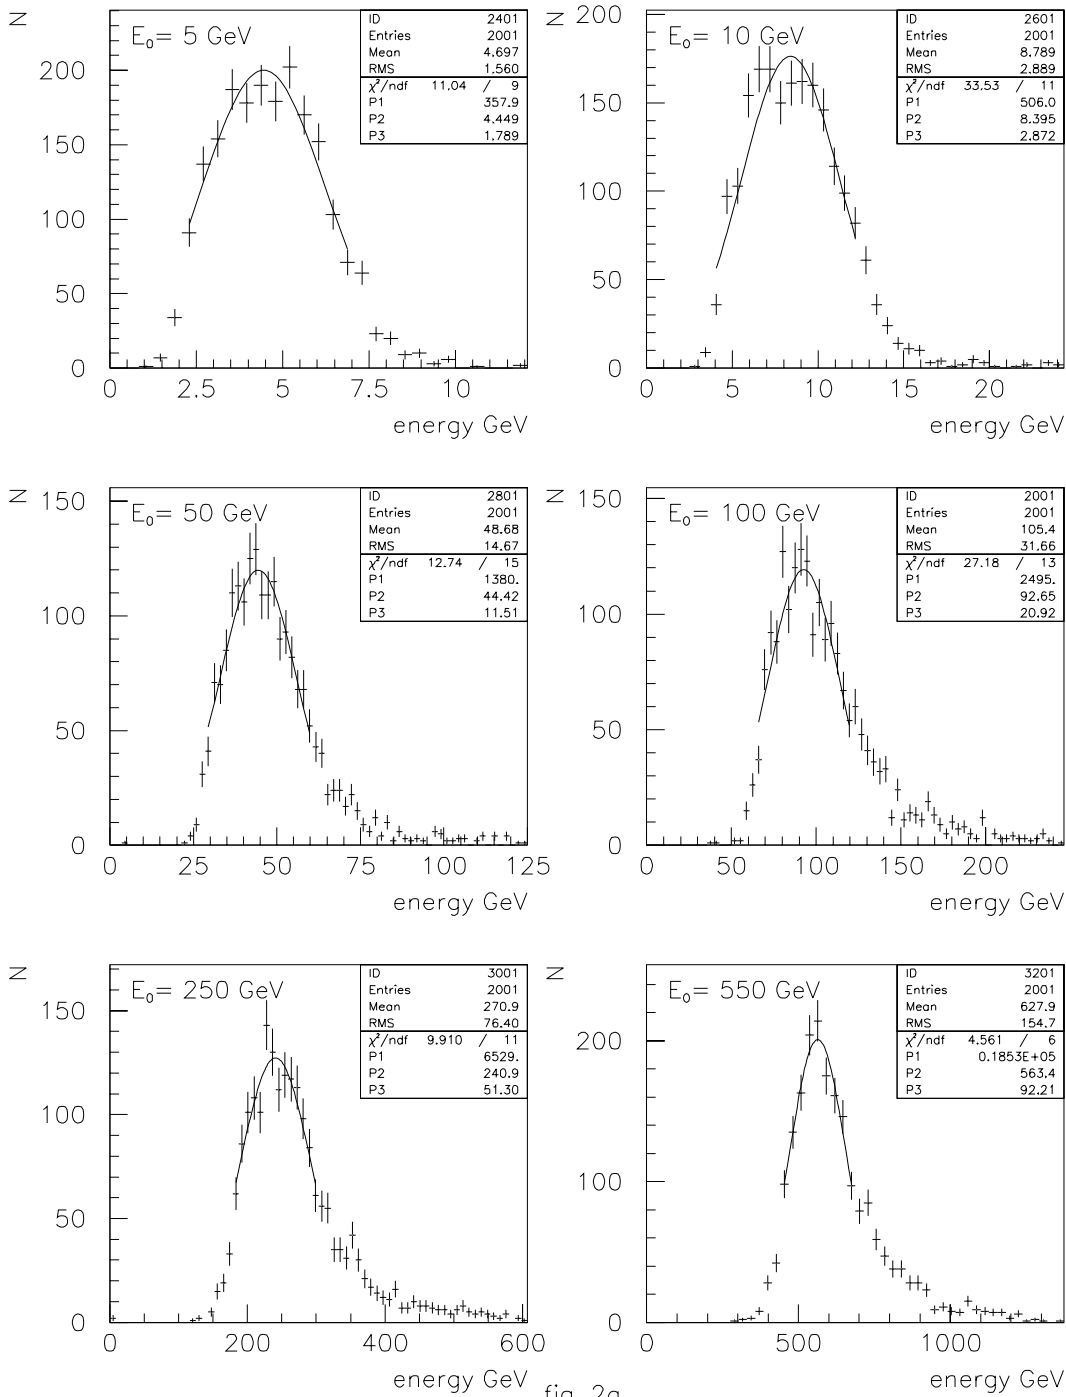 N
E₀= 5 GeV
ID 2401
Entries 2001
Mean 4.697
RMS 1.560
χ²/ndf 11.04 / 9
P1 357.9
P2 4.449
P3 1.789
200
150
100
50
0
0 2.5 5 7.5 10
energy GeV
N
E₀= 10 GeV
ID 2601
Entries 2001
Mean 8.789
RMS 2.889
χ²/ndf 33.53 / 11
P1 506.0
P2 8.395
P3 2.872
200
150
100
50
0
0 5 10 15 20
energy GeV
N
E₀= 50 GeV
ID 2801
Entries 2001
Mean 48.68
RMS 14.67
χ²/ndf 12.74 / 15
P1 1380.
P2 44.42
P3 11.51
150
100
50
0
0 25 50 75 100 125
energy GeV
N
E₀= 100 GeV
ID 2001
Entries 2001
Mean 105.4
RMS 31.66
χ²/ndf 27.18 / 13
P1 2495.
P2 92.65
P3 20.92
150
100
50
0
0 50 100 150 200
energy GeV
N
E₀= 250 GeV
ID 3001
Entries 2001
Mean 270.9
RMS 76.40
χ²/ndf 9.910 / 11
P1 6529.
P2 240.9
P3 51.30
150
100
50
0
0 200 400 600
energy GeV
N
E₀= 550 GeV
ID 3201
Entries 2001
Mean 627.9
RMS 154.7
χ²/ndf 4.561 / 6
P1 0.1853E+05
P2 563.4
P3 92.21
200
100
0
0 500 1000
energy GeV
fig. 2a